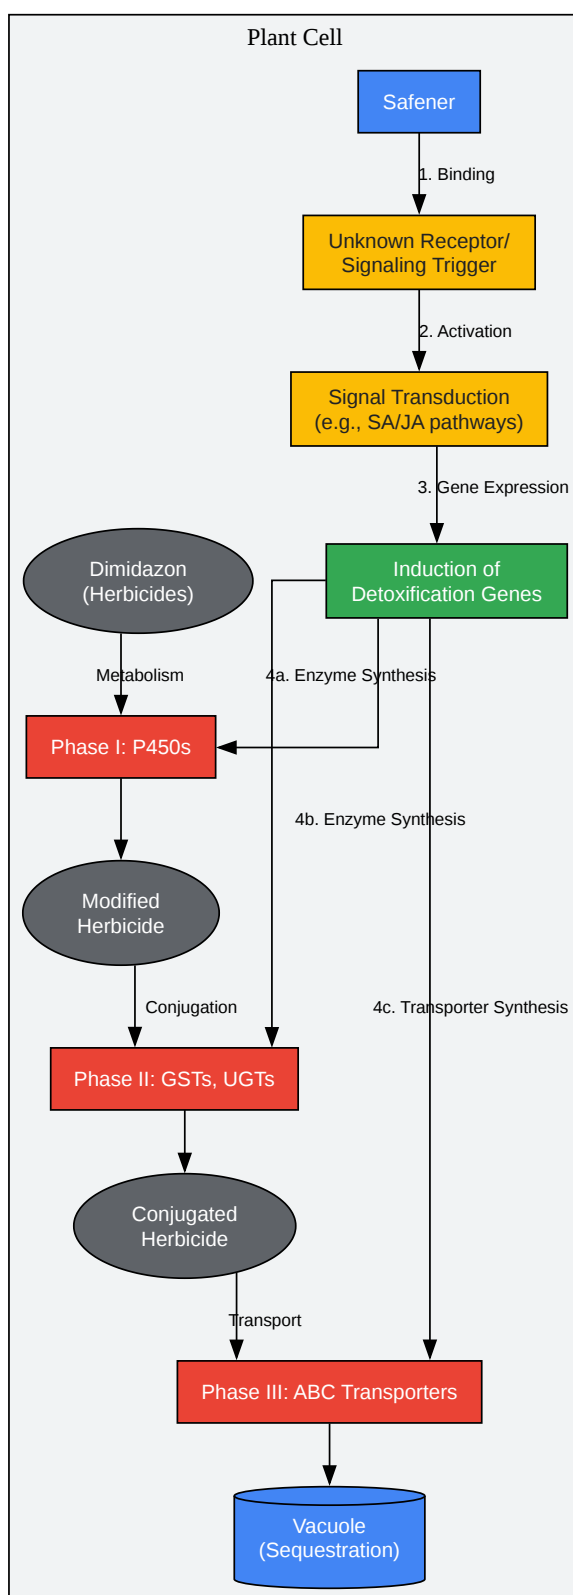 Plant Cell
Safener
1. Binding
Unknown Receptor/
Signaling Trigger
2. Activation
Signal Transduction
(e.g., SA/JA pathways)
3. Gene Expression
Dimidazon
(Herbicides)
Induction of
Detoxification Genes
Metabolism
4a. Enzyme Synthesis
Phase I: P450s
4b. Enzyme Synthesis
Modified
Herbicide
Conjugation
4c. Transporter Synthesis
Phase II: GSTs, UGTs
Conjugated
Herbicide
Transport
Phase III: ABC Transporters
Vacuole
(Sequestration)